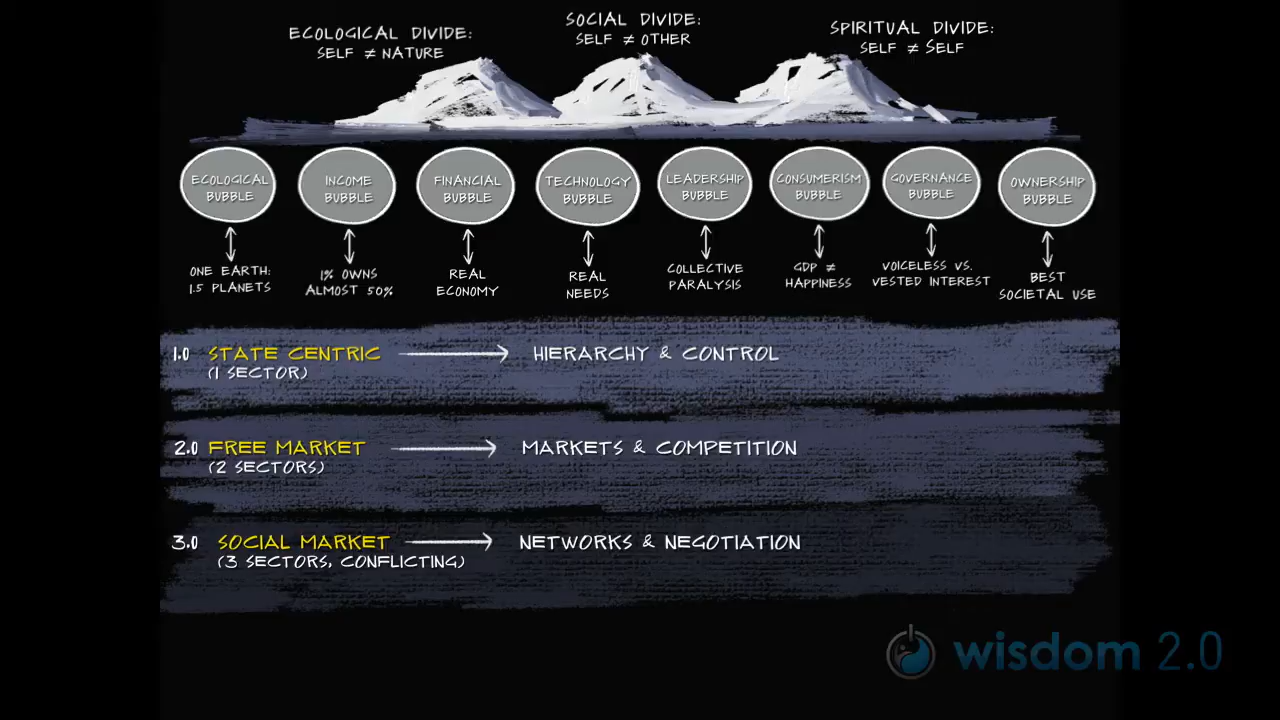 ECOLOGICAL DIVIDE:
SELF ≠ NATURE
SOCIAL DIVIDE:
SELF ≠ OTHER
SPIRITUAL DIVIDE:
SELF ≠ SELF
ECOLOGICAL
BUBBLE
INCOME
BUBBLE
FINANCIAL
BUBBLE
TECHNOLOGY
BUBBLE
LEADERSHIP
BUBBLE
CONSUMERISM
BUBBLE
GOVERNANCE
BUBBLE
OWNERSHIP
BUBBLE
ONE EARTH:
1.5 PLANETS
1% OWNS
ALMOST 50%
REAL
ECONOMY
REAL
NEEDS
COLLECTIVE
PARALYSIS
GDP ≠
HAPPINESS
VOICELESS VS.
VESTED INTEREST
BEST
SOCIETAL USE
1.0 STATE CENTRIC → HIERARCHY & CONTROL
(1 SECTOR)
2.0 FREE MARKET → MARKETS & COMPETITION
(2 SECTORS)
3.0 SOCIAL MARKET → NETWORKS & NEGOTIATION
(3 SECTORS, CONFLICTING)
wisdom 2.0